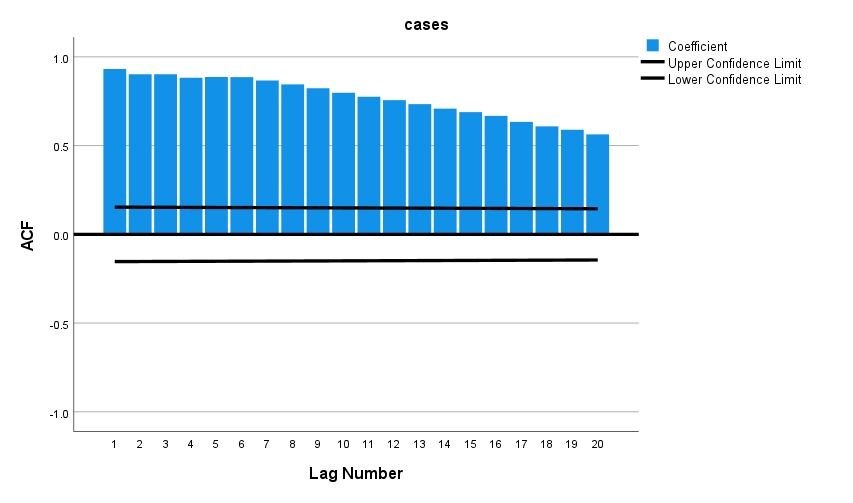 cases
Coefficient
Upper Confidence Limit
Lower Confidence Limit
1.0
0.5
0.0
-0.5
-1.0
ACF
1 2 3 4 5 6 7 8 9 10 11 12 13 14 15 16 17 18 19 20
Lag Number